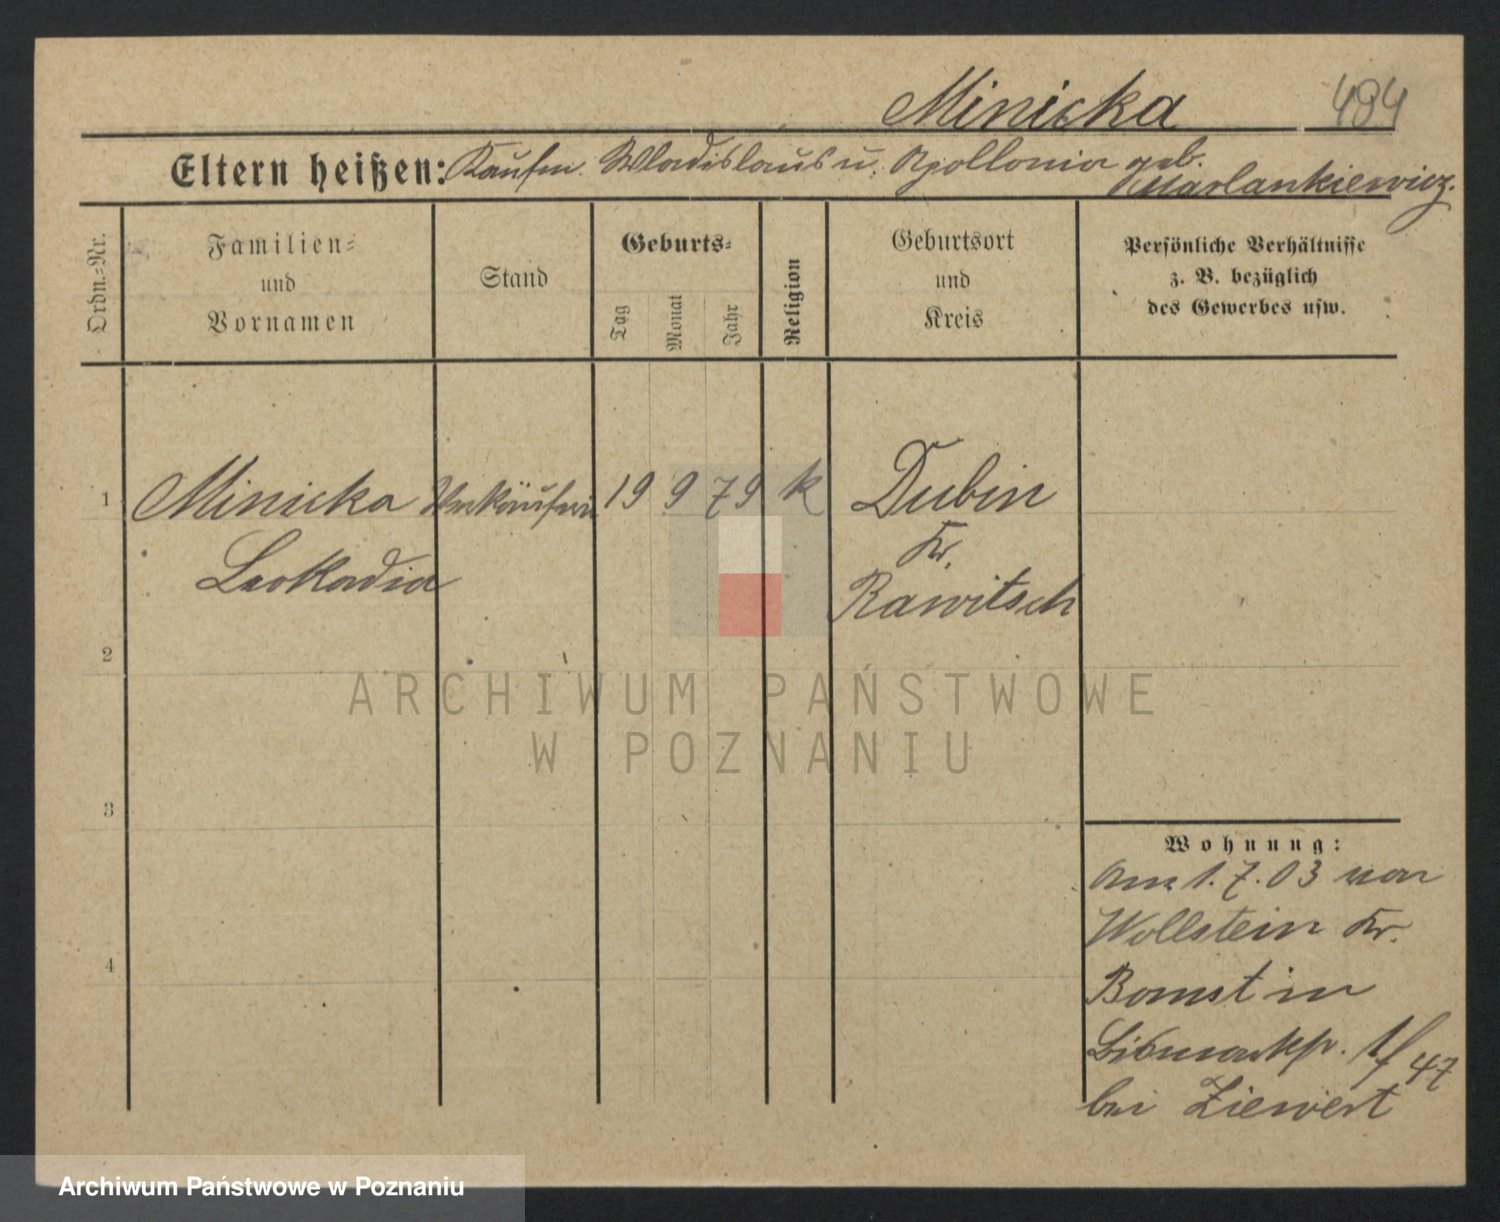 Minicka 494
Eltern heißen: Kaufm. Wladislaus u. Apollonia geb.
Marlankiewicz.
Ordn.-Nr.
Familien-
und
Vornamen
Stand
Geburts-
Tag
Monat
Jahr
Religion
Geburtsort
und
Kreis
Persönliche Verhältnisse
z. B. bezüglich
des Gewerbes usw.
1 Minicka Verkäuferin 19 9 79 k Dubin
Leokadia
Kr.
Rawitsch
2
ARCHIWUM PAŃSTWOWE
W POZNANIU
3
Wohnung:
Am 1.7.03 von
Wollstein Kr.
4
Bomst in
Bismarckstr. 1/47
bei Ziewert
Archiwum Państwowe w Poznaniu